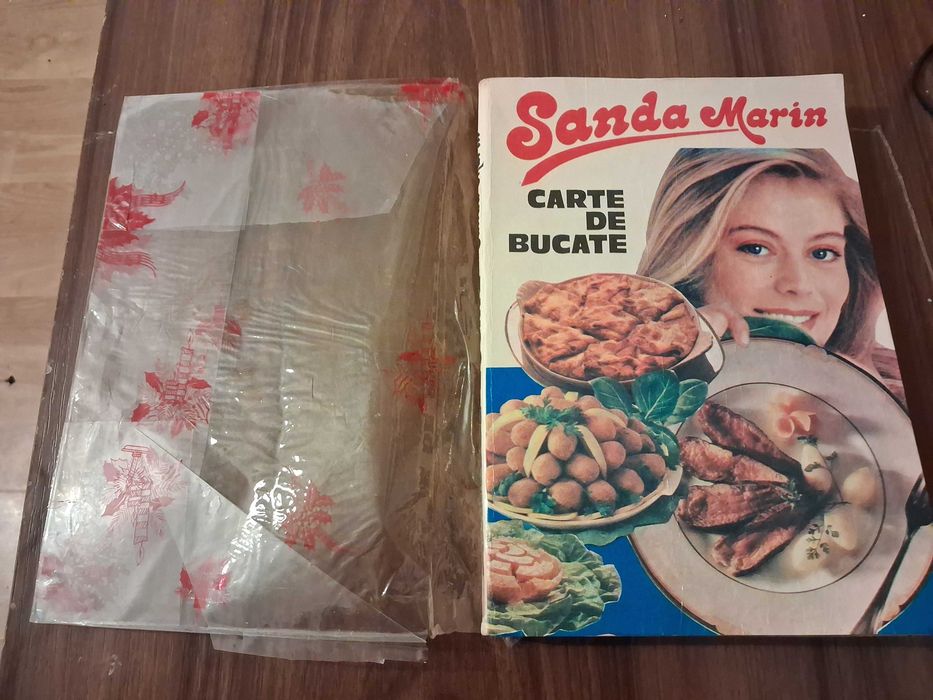 Sanda Marin
CARTE
DE
BUCATE